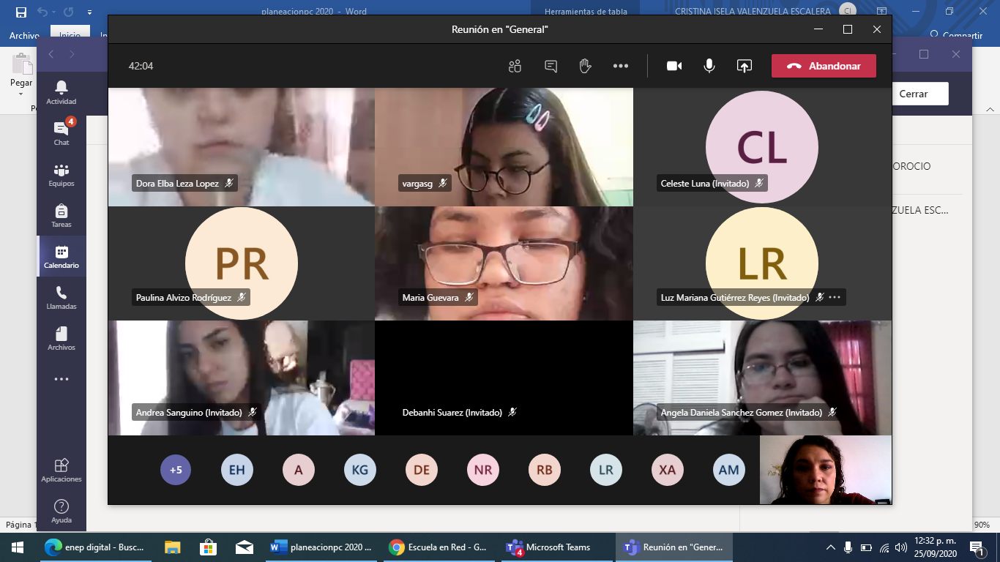 planeacionpc 2020 - Word
Herramientas de tabla
CRISTINA ISELA VALENZUELA ESCALERA
CI
Archivo
Inicio
Compartir
Pegar
Reunión en "General"
42:04
Abandonar
Cerrar
Actividad
4
Chat
Equipos
Tareas
Calendario
Llamadas
Archivos
Aplicaciones
Ayuda
Dora Elba Leza Lopez
vargasg
CL
Celeste Luna (Invitado)
OROCIO
ZUELA ESC...
PR
Paulina Alvizo Rodríguez
Maria Guevara
LR
Luz Mariana Gutiérrez Reyes (Invitado)
Andrea Sanguino (Invitado)
Debanhi Suarez (Invitado)
Angela Daniela Sanchez Gomez (Invitado)
+5
EH
A
KG
DE
NR
RB
LR
XA
AM
Página 1
90%
enep digital - Busc...
planeacionpc 2020 ...
Escuela en Red - G...
4
Microsoft Teams
Reunión en "Gener...
12:32 p. m.
25/09/2020
1